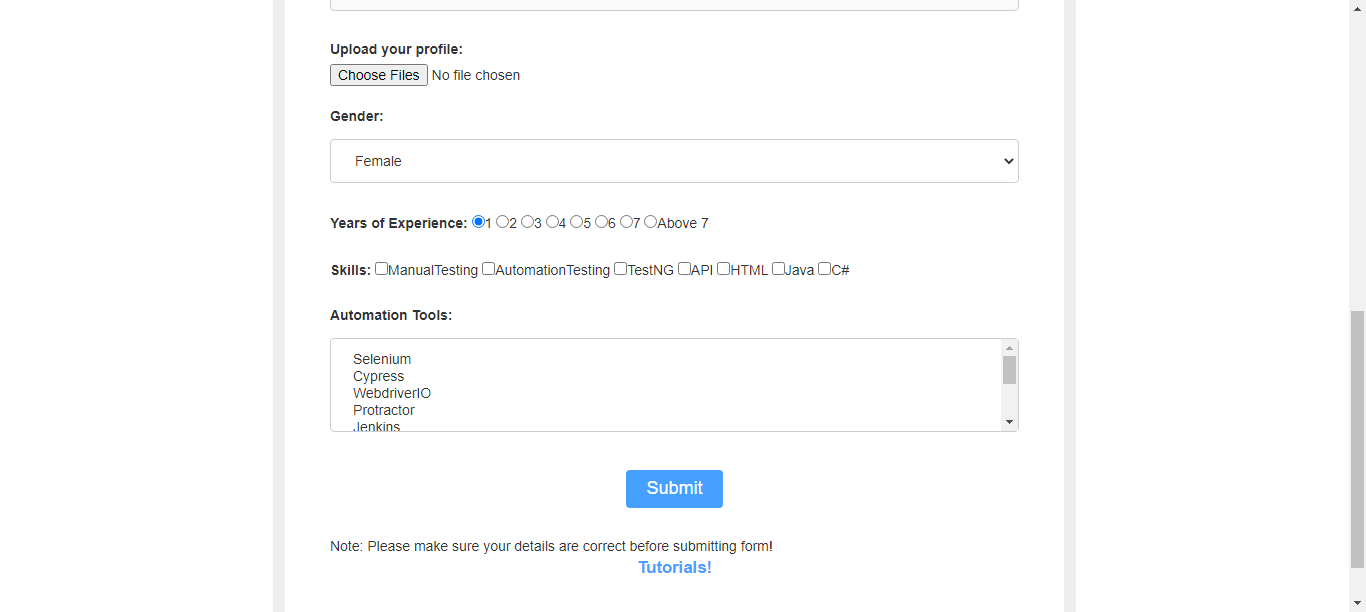 Upload your profile:
Choose Files No file chosen
Gender:
Female
Years of Experience: 1 2 3 4 5 6 7 Above 7
Skills: ManualTesting AutomationTesting TestNG API HTML Java C#
Automation Tools:
Selenium
Cypress
WebdriverIO
Protractor
Jenkins
Submit
Note: Please make sure your details are correct before submitting form!
Tutorials!